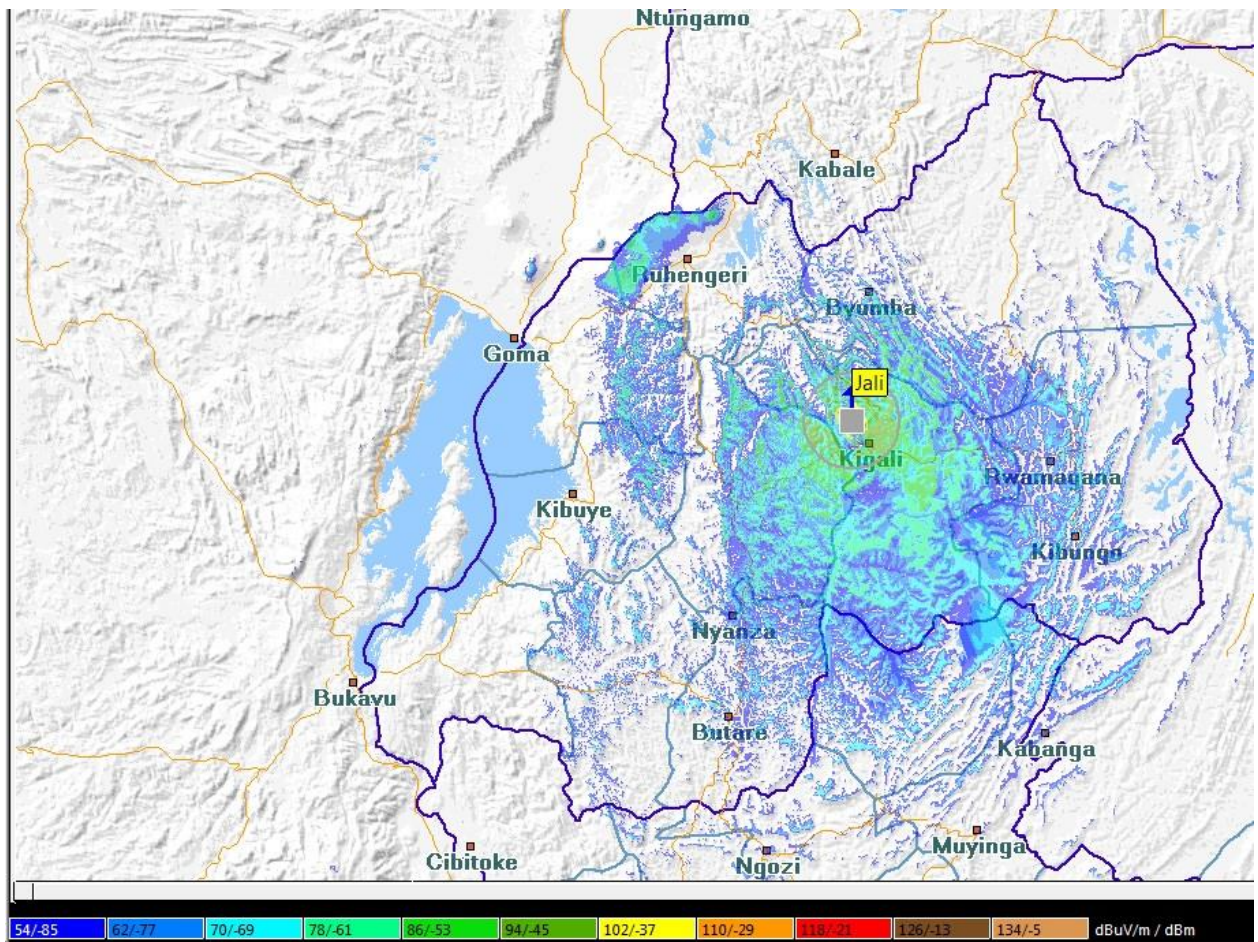 Ntungamo
Kabale
Ruhengeri
Byumba
Goma
Jali
Kigali
Rwamagana
Kibuye
Kibungo
Nyanza
Bukavu
Butare
Kabanga
Muyinga
Cibitoke
Ngozi
54/-85 62/-77 70/-69 78/-61 86/-53 94/-45 102/-37 110/-29 118/-21 126/-13 134/-5 dBuV/m / dBm